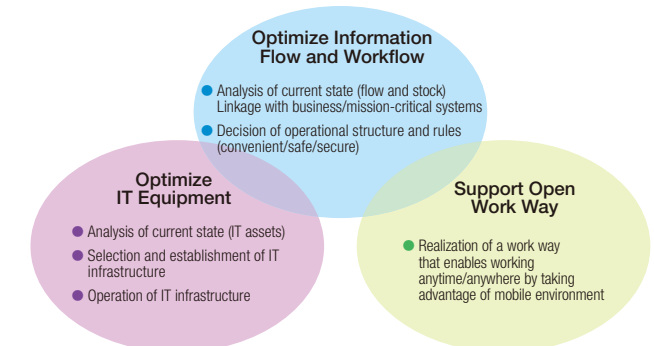 Optimize Information
Flow and Workflow
● Analysis of current state (flow and stock)
Linkage with business/mission-critical systems
● Decision of operational structure and rules
(convenient/safe/secure)
Optimize
IT Equipment
● Analysis of current state (IT assets)
● Selection and establishment of IT
infrastructure
● Operation of IT infrastructure
Support Open
Work Way
● Realization of a work way
that enables working
anytime/anywhere by taking
advantage of mobile environment